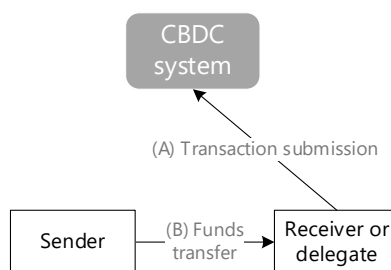 CBDC
system
(A) Transaction submission
Sender
(B) Funds
transfer
Receiver or
delegate